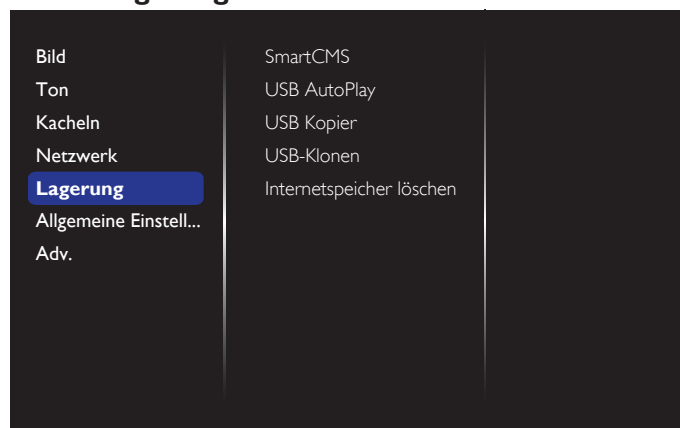 Bild
Ton
Kacheln
Netzwerk
Lagerung
Allgemeine Einstell...
Adv.
SmartCMS
USB AutoPlay
USB Kopier
USB-Klonen
Internetspeicher löschen